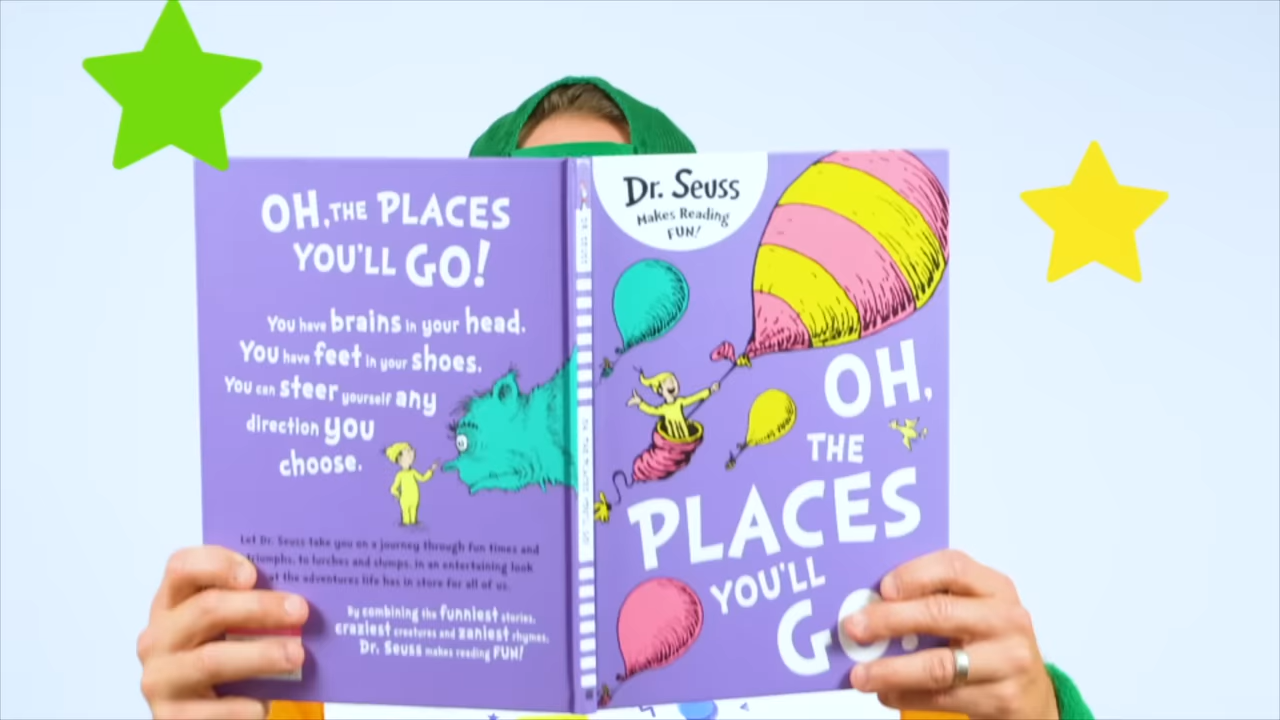 OH, THE PLACES
YOU'LL GO!
You have brains in your head.
You have feet in your shoes.
You can steer yourself any
direction you
choose.
Let Dr. Seuss take you on a journey through fun times and
triumphs, to lurches and slumps, in an entertaining look
at the adventures life has in store for all of us.
By combining the funniest stories,
craziest creatures and zaniest rhymes,
Dr. Seuss makes reading FUN!
Dr. Seuss
Makes Reading
FUN!
OH,
THE
PLACES
YOU'LL
GO!